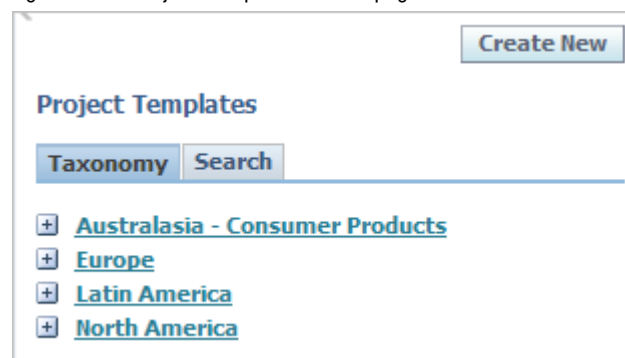 Create New
Project Templates
Taxonomy Search
Australasia - Consumer Products
Europe
Latin America
North America